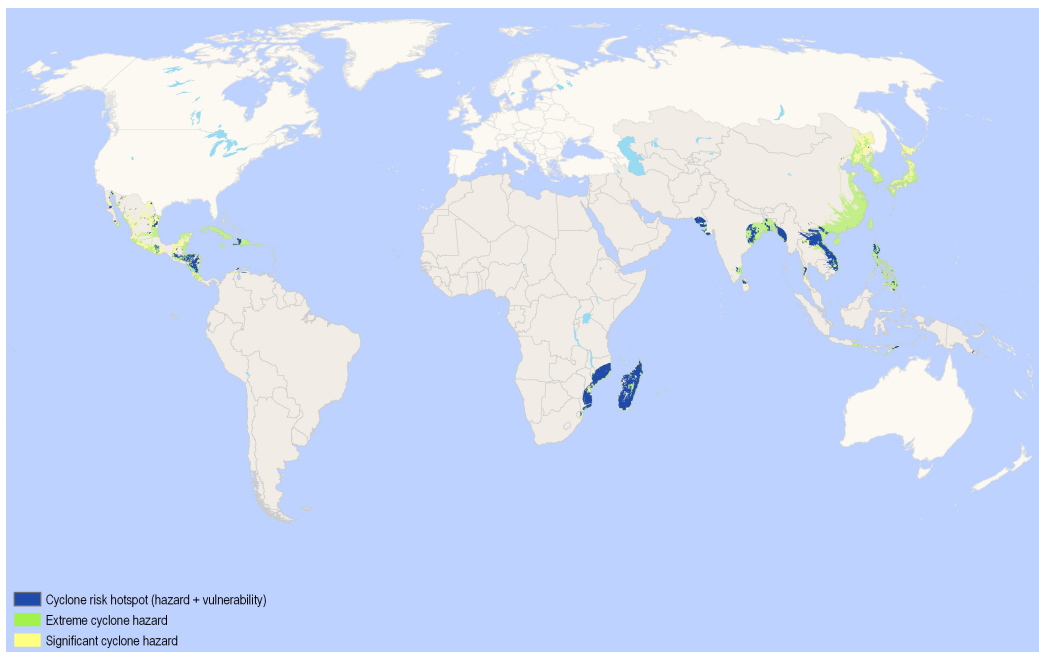 Cyclone risk hotspot (hazard + vulnerability)
Extreme cyclone hazard
Significant cyclone hazard